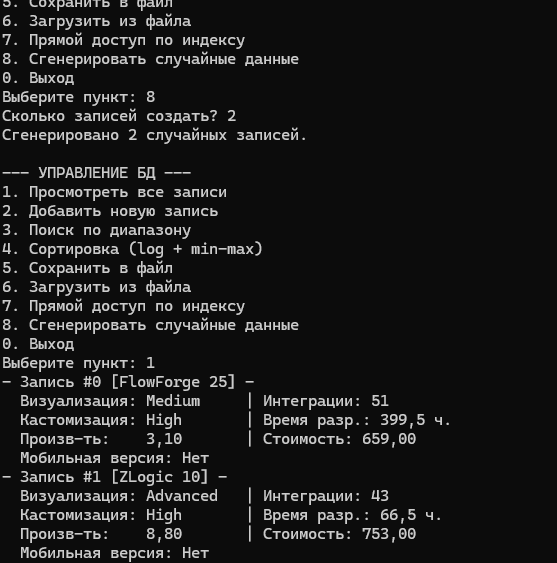 5. Сохранить в файл
6. Загрузить из файла
7. Прямой доступ по индексу
8. Сгенерировать случайные данные
0. Выход
Выберите пункт: 8
Сколько записей создать? 2
Сгенерировано 2 случайных записей.
--- УПРАВЛЕНИЕ БД ---
1. Просмотреть все записи
2. Добавить новую запись
3. Поиск по диапазону
4. Сортировка (log + min-max)
5. Сохранить в файл
6. Загрузить из файла
7. Прямой доступ по индексу
8. Сгенерировать случайные данные
0. Выход
Выберите пункт: 1
- Запись #0 [FlowForge 25] -
Визуализация: Medium | Интеграции: 51
Кастомизация: High | Время разр.: 399,5 ч.
Произв-ть: 3,10 | Стоимость: 659,00
Мобильная версия: Нет
- Запись #1 [ZLogic 10] -
Визуализация: Advanced | Интеграции: 43
Кастомизация: High | Время разр.: 66,5 ч.
Произв-ть: 8,80 | Стоимость: 753,00
Мобильная версия: Нет